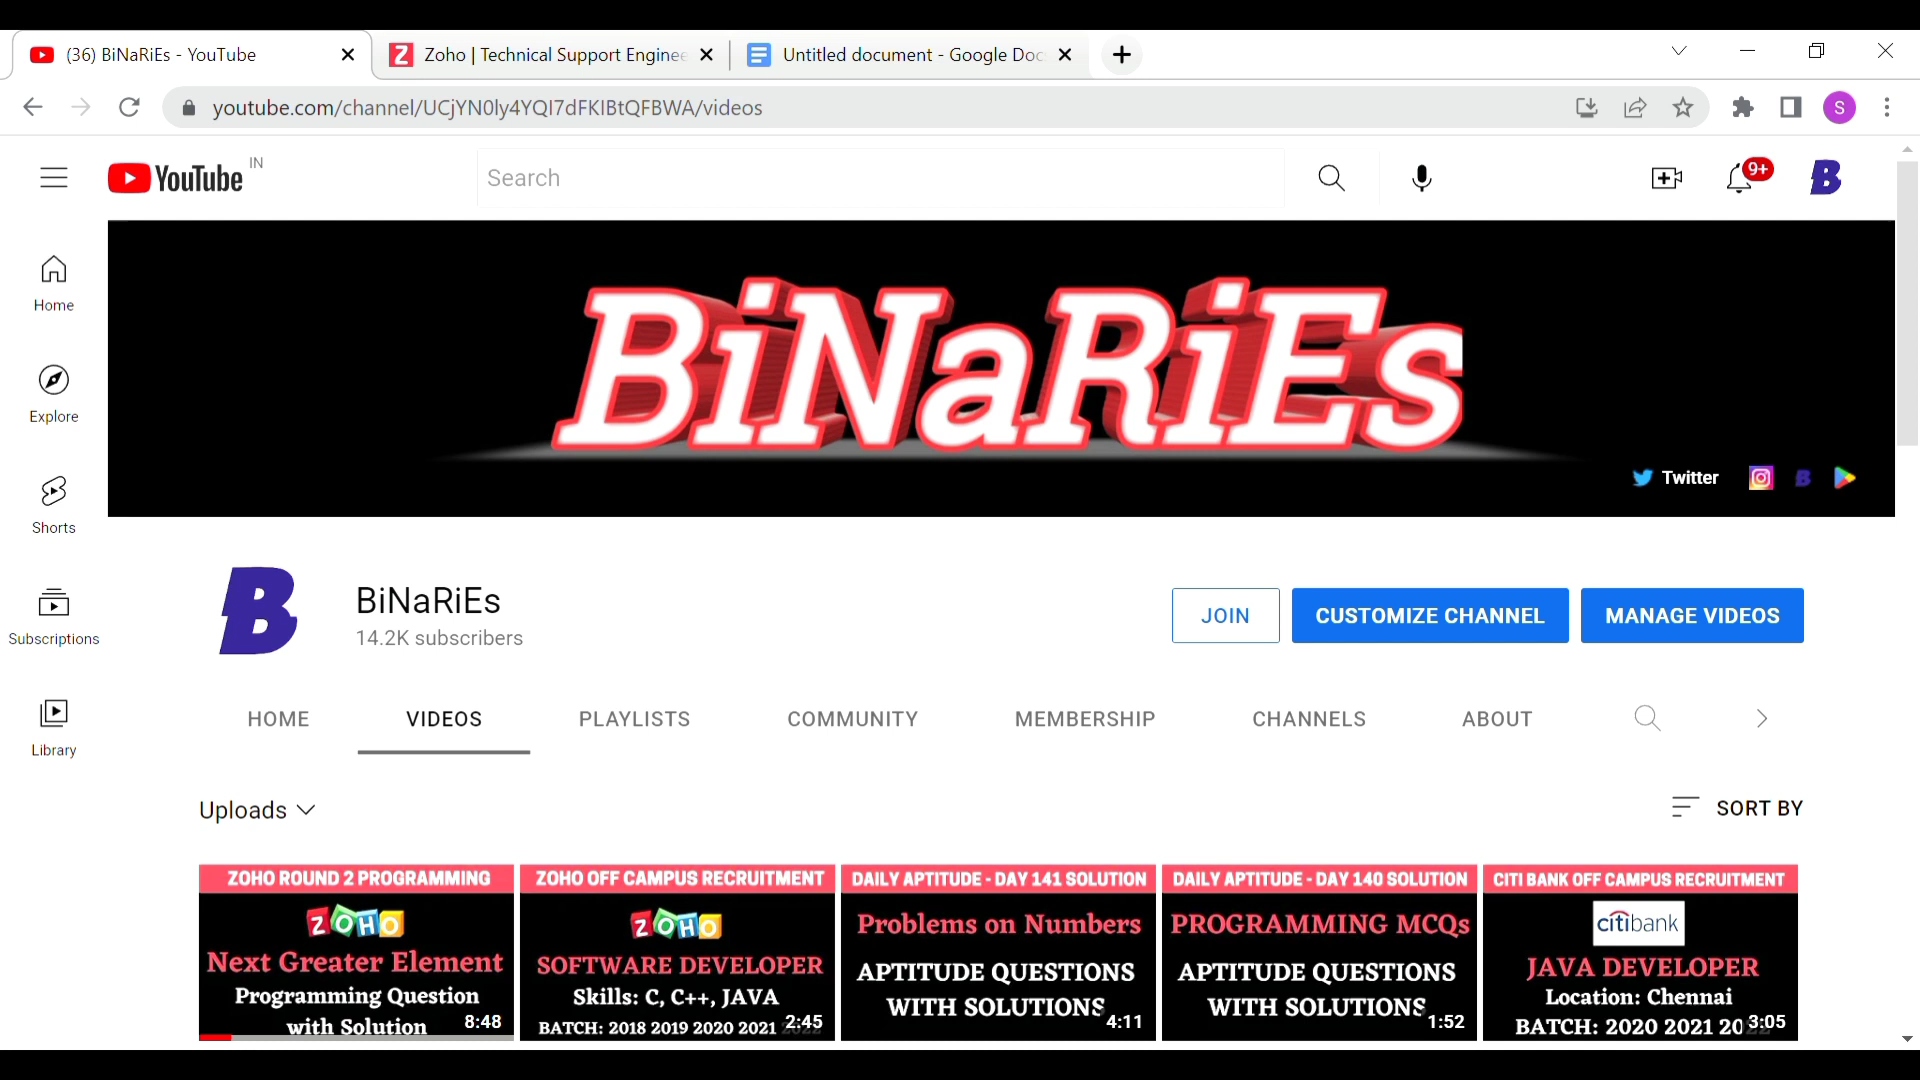 (36) BiNaRiEs - YouTube
Zoho | Technical Support Enginee
Untitled document - Google Doc
youtube.com/channel/UCjYN0ly4YQI7dFKIBtQFBWA/videos
S
YouTube IN
Search
9+
B
Home
Explore
Shorts
Subscriptions
Library
BiNaRiEs
Twitter
B
B
BiNaRiEs
14.2K subscribers
JOIN
CUSTOMIZE CHANNEL
MANAGE VIDEOS
HOME
VIDEOS
PLAYLISTS
COMMUNITY
MEMBERSHIP
CHANNELS
ABOUT
Uploads
SORT BY
ZOHO ROUND 2 PROGRAMMING
ZOHO
Next Greater Element
Programming Question
with Solution
8:48
ZOHO OFF CAMPUS RECRUITMENT
ZOHO
SOFTWARE DEVELOPER
Skills: C, C++, JAVA
BATCH: 2018 2019 2020 2021
2:45
DAILY APTITUDE - DAY 141 SOLUTION
Problems on Numbers
APTITUDE QUESTIONS
WITH SOLUTIONS
4:11
DAILY APTITUDE - DAY 140 SOLUTION
PROGRAMMING MCQs
APTITUDE QUESTIONS
WITH SOLUTIONS
1:52
CITI BANK OFF CAMPUS RECRUITMENT
citibank
JAVA DEVELOPER
Location: Chennai
BATCH: 2020 2021
3:05